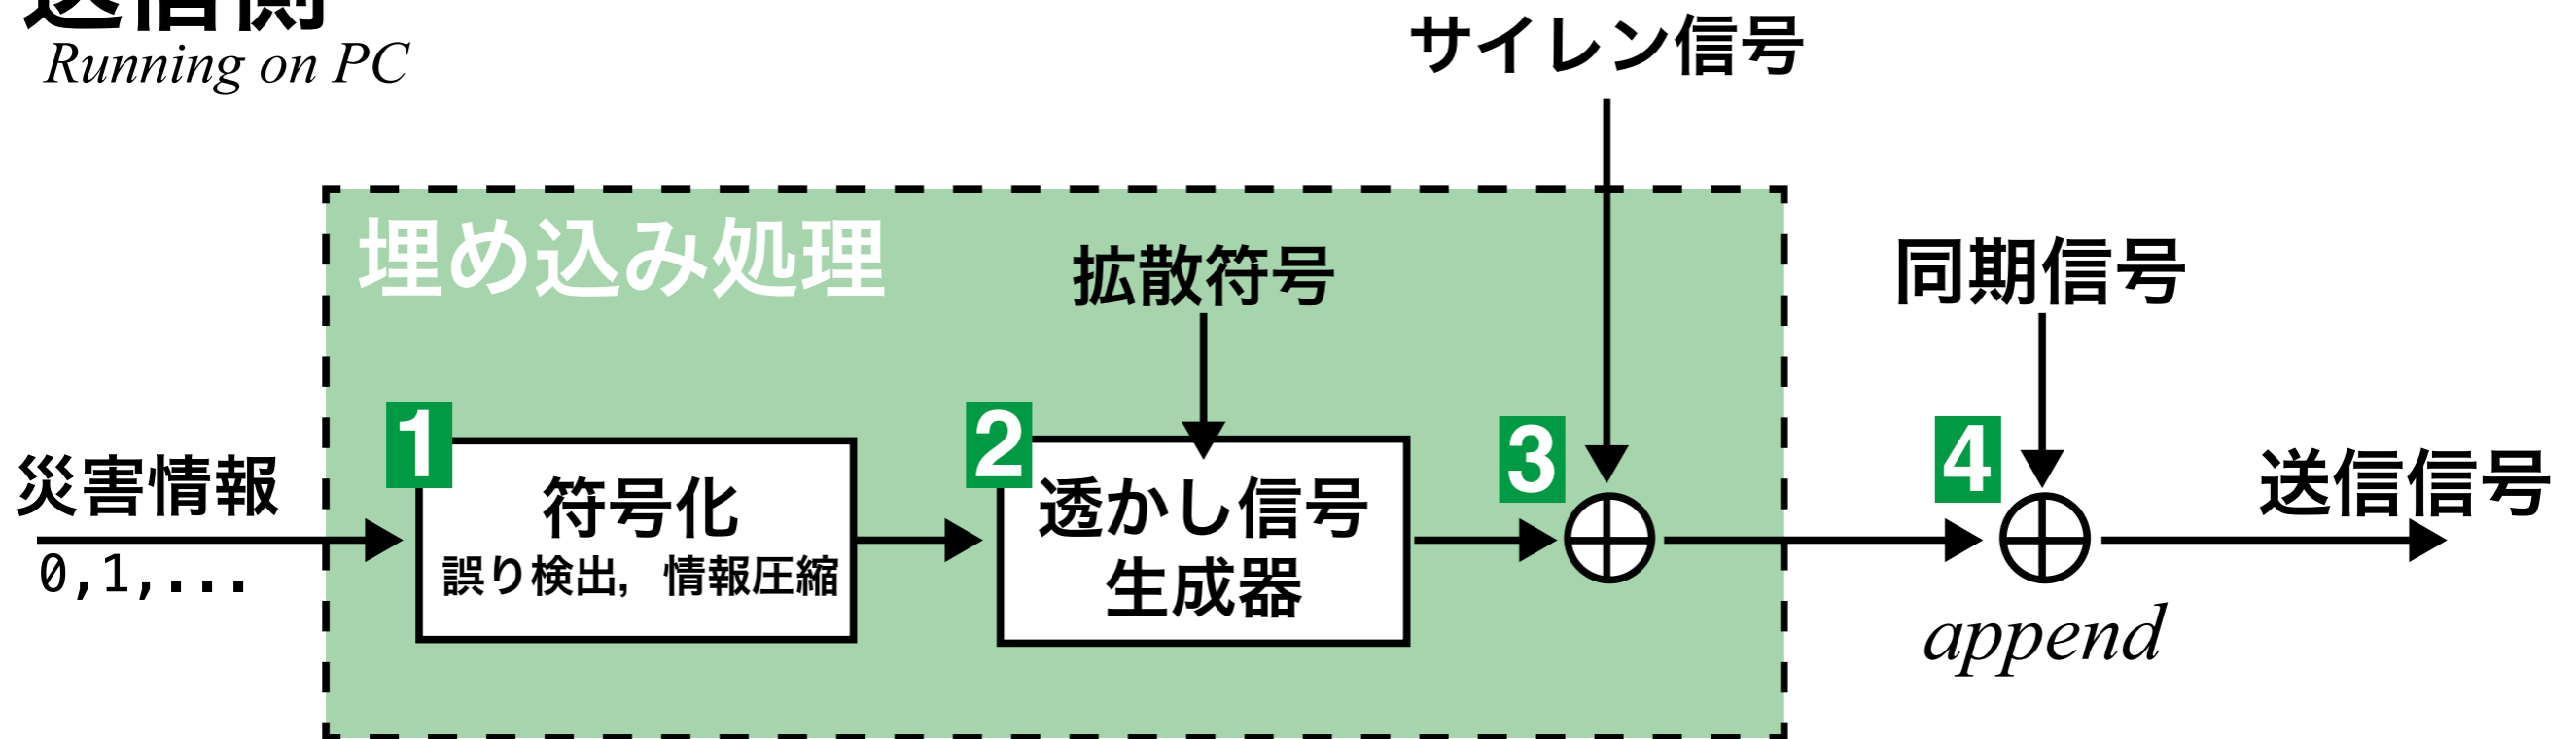 送信側
Running on PC
サイレン信号
埋め込み処理
拡散符号
同期信号
1
2
3
4
災害情報
0,1,...
符号化
誤り検出，情報圧縮
透かし信号
生成器
送信信号
append